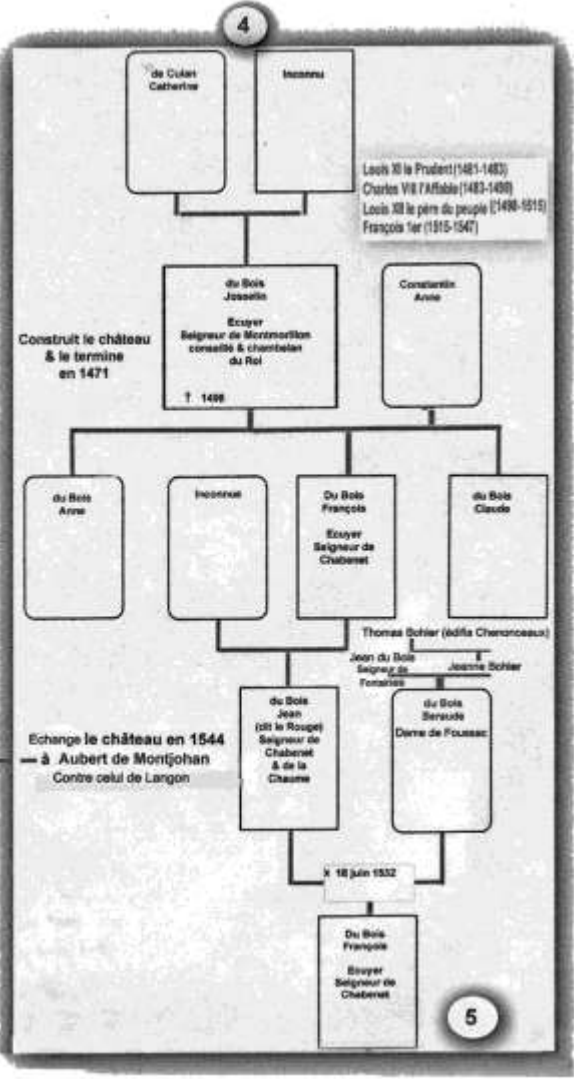 4
de Culan
Catherine
Inconnu
Louis XI le Prudent(1461-1483)
Charles VIII l'Affable(1483-1498)
Louis XII le père du peuple ((1498-1515)
François 1er (1515-1547)
du Bois
Josselin
Ecuyer
Seigneur de Montmorillon
conseillé & chambelan
du Roi
† 1498
Constantin
Anne
Construit le château
& le termine
en 1471
du Bois
Anne
Inconnue
Du Bois
François
Ecuyer
Seigneur de
Chabenet
du Bois
Claude
Thomas Bohier (édifia Chenonceaux)
Jean du Bois
Seigneur de
Fontaines
Jeanne Bohier
du Bois
Jean
(dit le Rouge)
Seigneur de
Chabenet
& de la
Chaume
du Bois
Beraude
Dame de Foussac
Echange le château en 1544
à Aubert de Montjohan
Contre celui de Langon
x 18 juin 1532
Du Bois
François
Ecuyer
Seigneur de
Chabenet
5